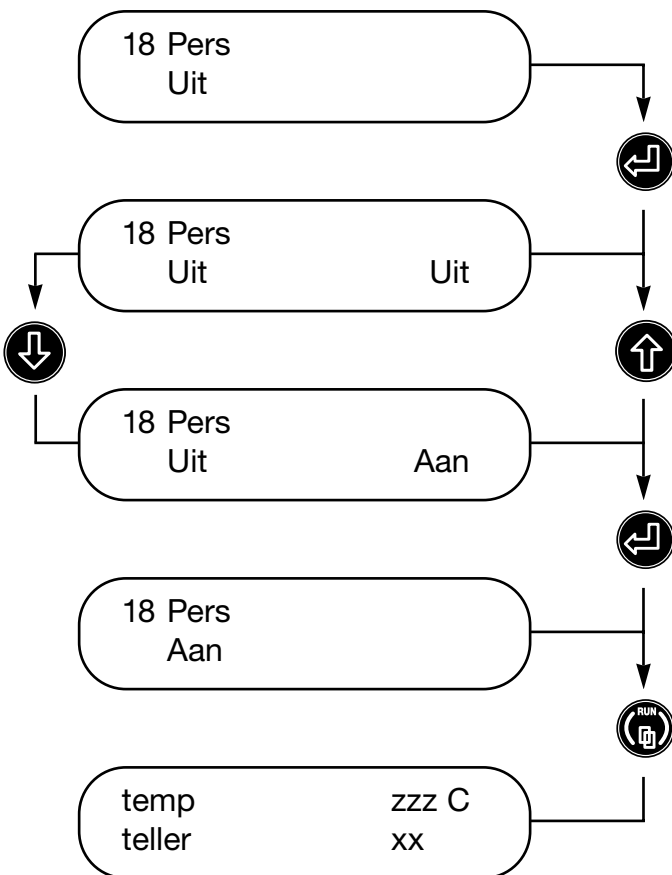 18 Pers
Uit
18 Pers
Uit Uit
18 Pers
Uit Aan
18 Pers
Aan
RUN
temp zzz C
teller xx